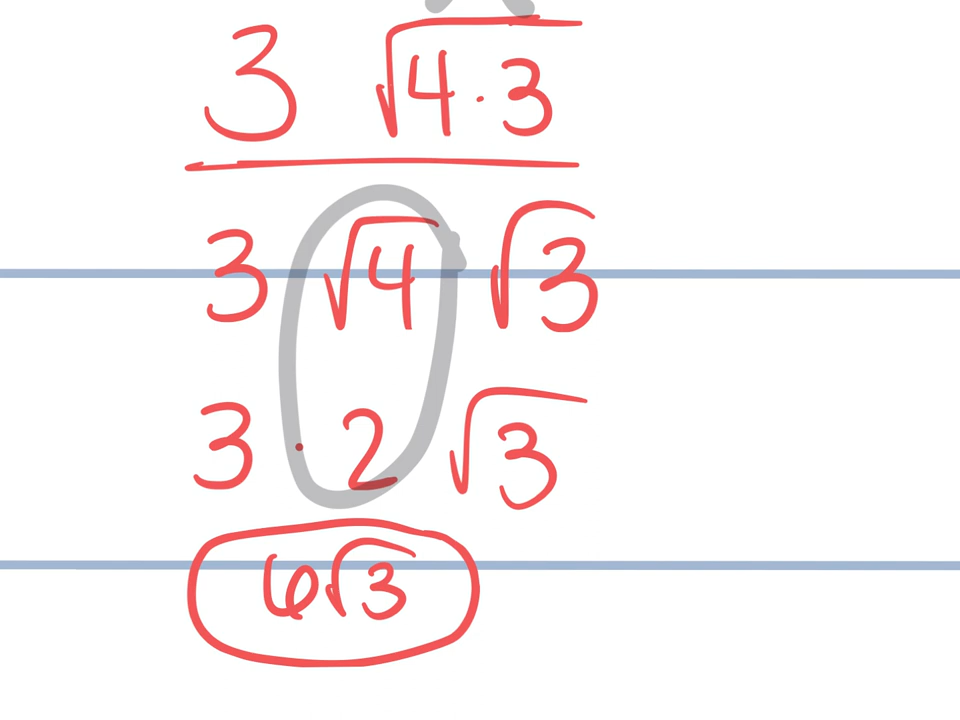 3 √4·3
3 √4 √3
3 · 2 √3
6√3